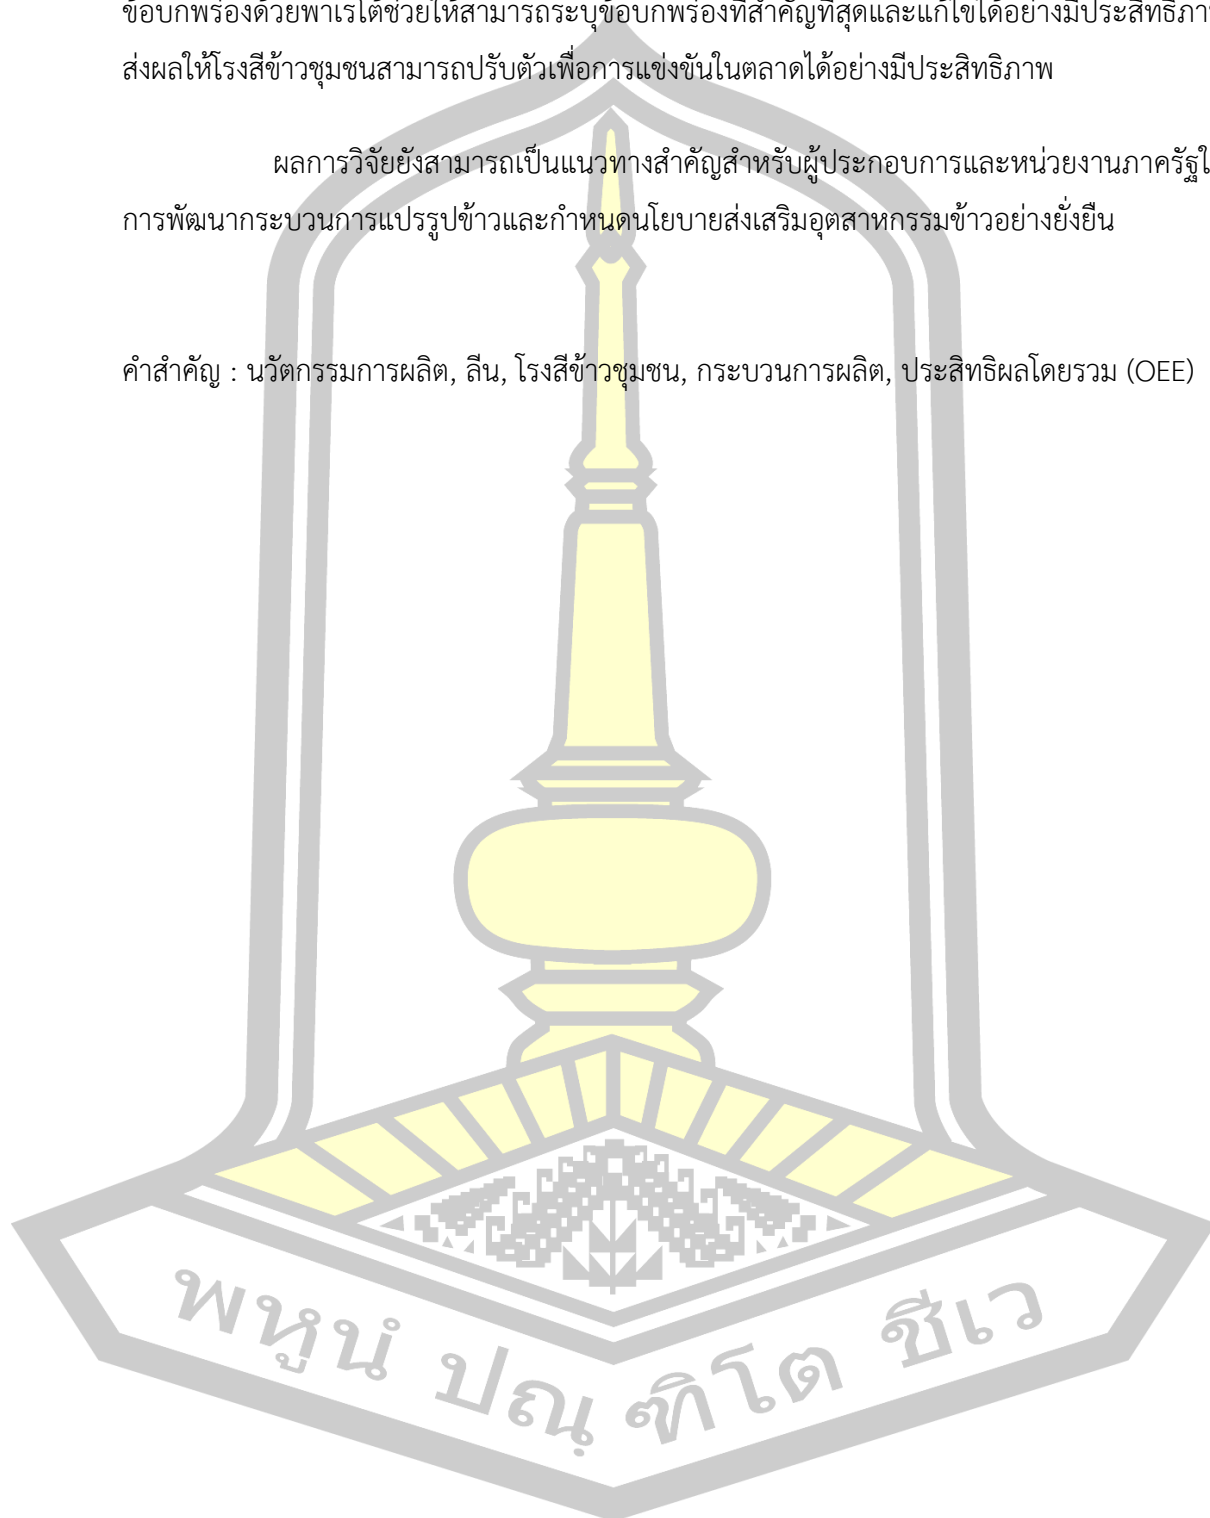 ข้อบกพร่องด้วยพาเรโตช่วยให้สามารถระบุข้อบกพร่องที่สำคัญที่สุดและแก้ไขได้อย่างมีประสิทธิภา
ส่งผลให้โรงสีข้าวชุมชนสามารถปรับตัวเพื่อการแข่งขันในตลาดได้อย่างมีประสิทธิภาพ
ผลการวิจัยยังสามารถเป็นแนวทางสำคัญสำหรับผู้ประกอบการและหน่วยงานภาครัฐใ
การพัฒนากระบวนการแปรรูปข้าวและกำหนดนโยบายส่งเสริมอุตสาหกรรมข้าวอย่างยั่งยืน
คำสำคัญ : นวัตกรรมการผลิต, ลีน, โรงสีข้าวชุมชน, กระบวนการผลิต, ประสิทธิผลโดยรวม (OEE)
พหูนํ ปณฺฑิโต ชีเว